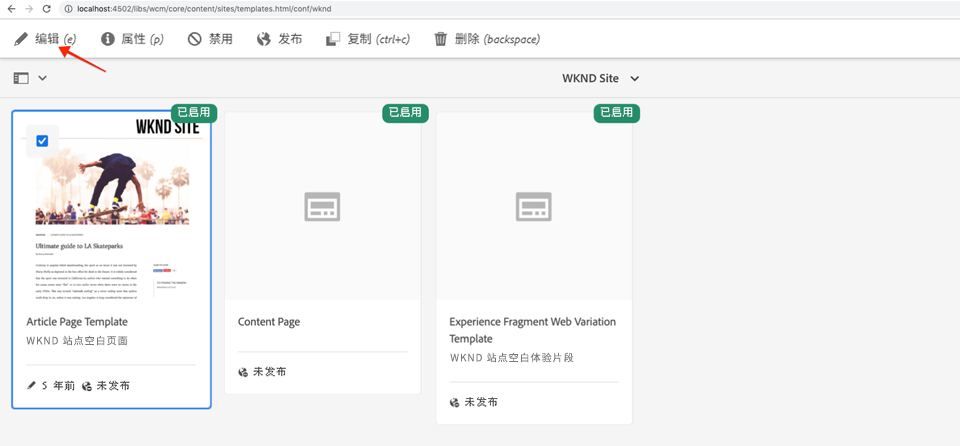 localhost:4502/libs/wcm/core/content/sites/templates.html/conf/wknd
编辑 (e) 属性 (p) 禁用 发布 复制 (ctrl+c) 删除 (backspace)
WKND Site
已启用
已启用
已启用
WKND SITE
Ultimate guide to LA Skateparks
Article Page Template
WKND 站点空白页面
5 年前 未发布
Content Page
未发布
Experience Fragment Web Variation
Template
WKND 站点空白体验片段
未发布